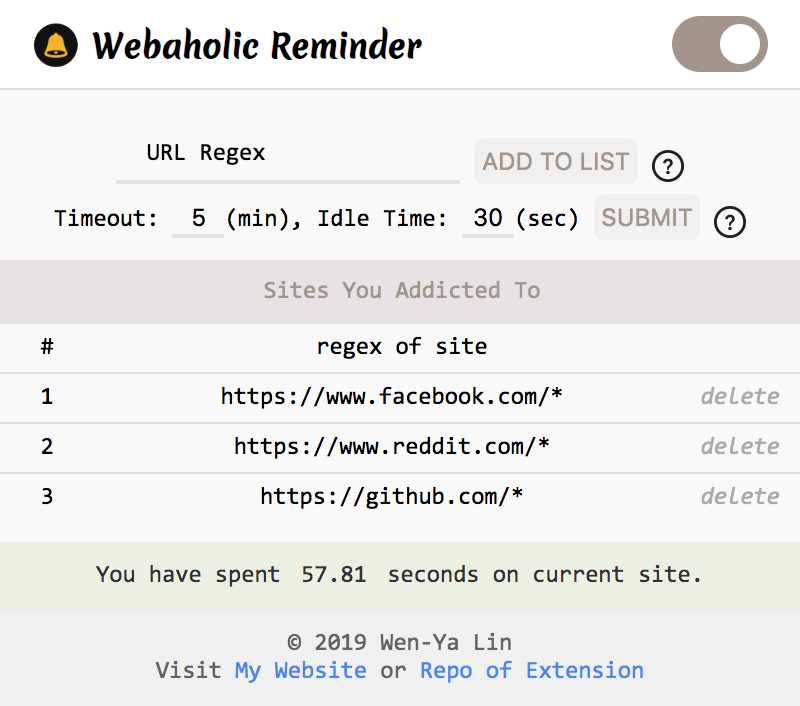 Webaholic Reminder
URL Regex ADD TO LIST ?
Timeout: 5 (min), Idle Time: 30 (sec) SUBMIT ?
Sites You Addicted To
# regex of site
1 https://www.facebook.com/* delete
2 https://www.reddit.com/* delete
3 https://github.com/* delete
You have spent 57.81 seconds on current site.
© 2019 Wen-Ya Lin
Visit My Website or Repo of Extension